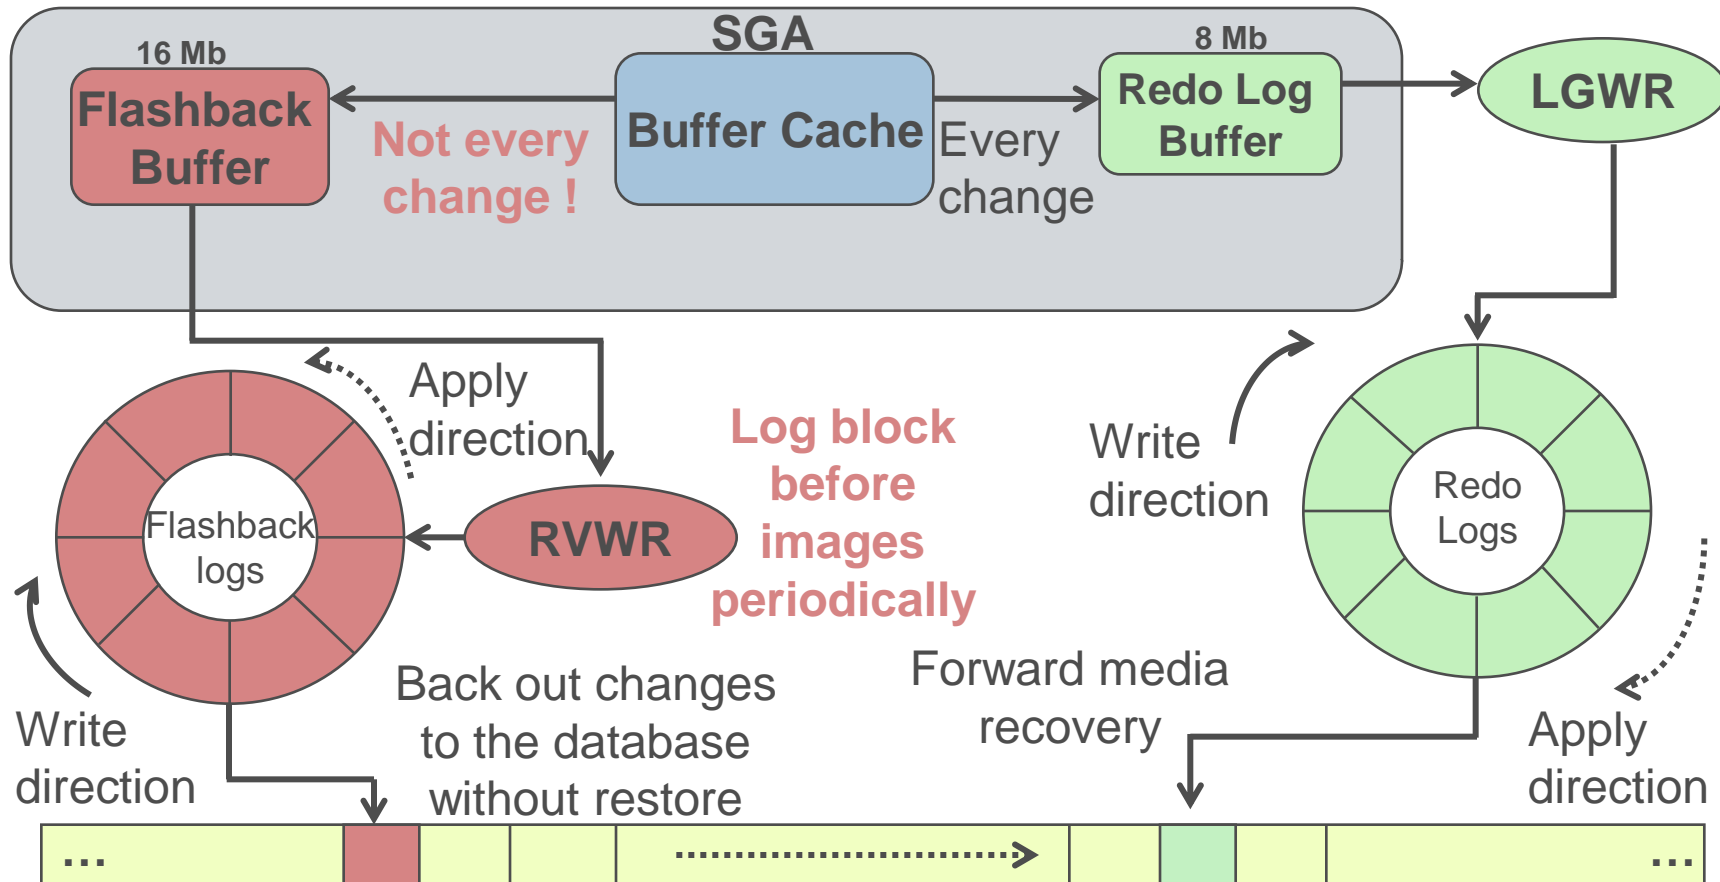 SGA
16 Mb
8 Mb
Flashback
Buffer
Not every
change !
Buffer Cache
Every
change
Redo Log
Buffer
LGWR
Apply
direction
Flashback
logs
RVWR
Log block
before
images
periodically
Write
direction
Redo
Logs
Write
direction
Back out changes
to the database
without restore
Forward media
recovery
Apply
direction
...
...